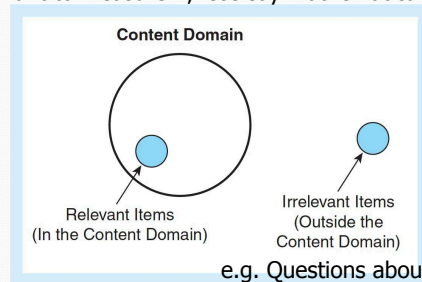 Content Domain
Relevant Items
(In the Content Domain)
Irrelevant Items
(Outside the
Content Domain)
e.g. Questions abou